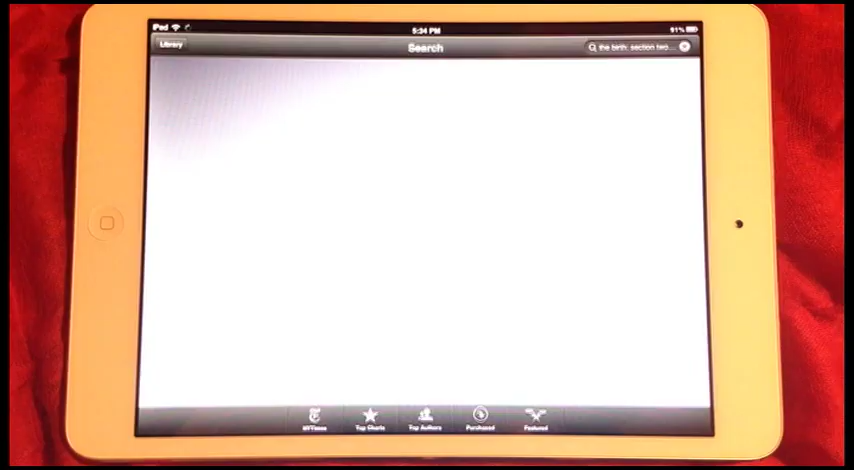 iPad 5:34 PM 91%
Library Search the birth: section two...
NYTimes Top Charts Top Authors Purchased Featured